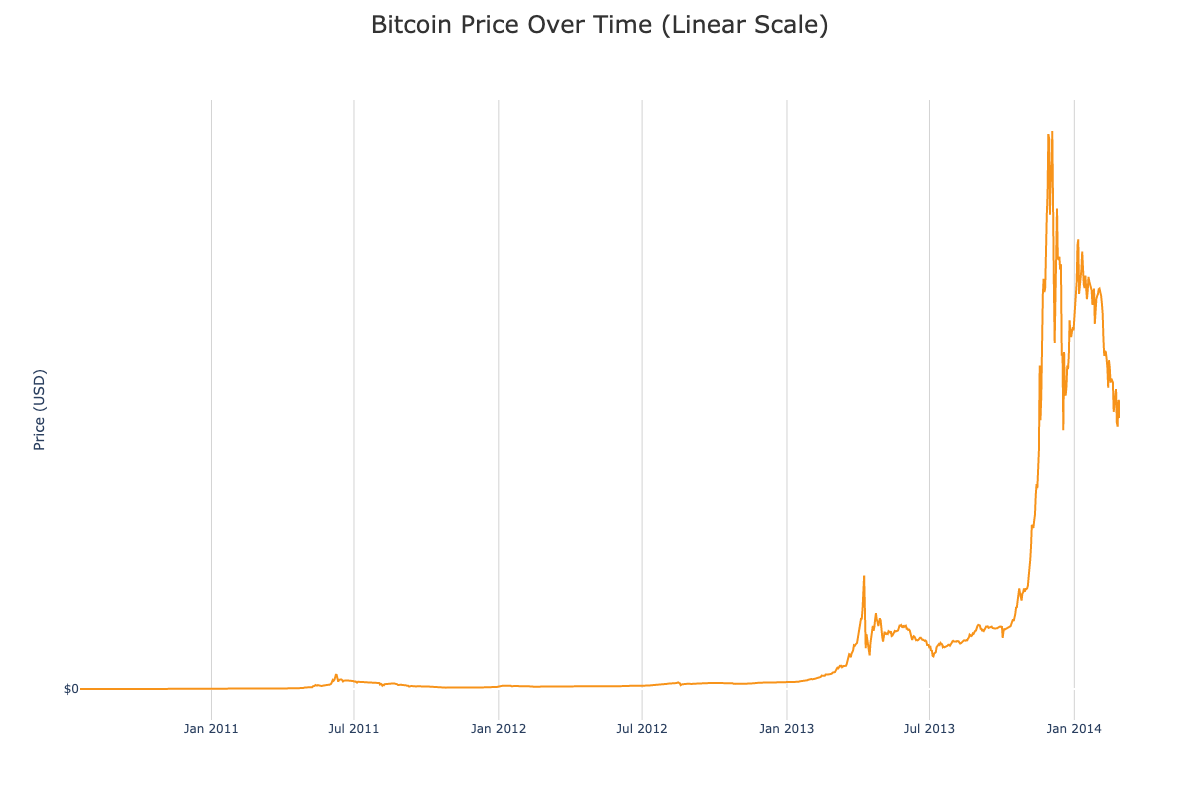 Bitcoin Price Over Time (Linear Scale)
Price (USD)
$0
Jan 2011
Jul 2011
Jan 2012
Jul 2012
Jan 2013
Jul 2013
Jan 2014